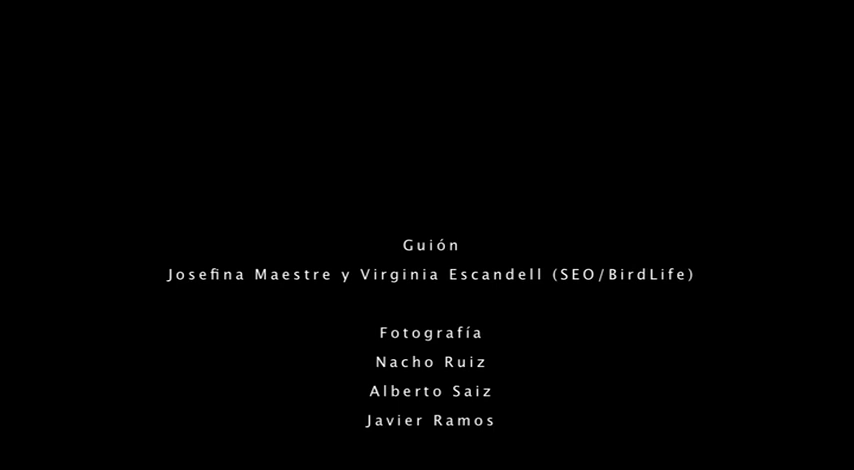 Guión
Josefina Maestre y Virginia Escandell (SEO/BirdLife)
Fotografía
Nacho Ruiz
Alberto Saiz
Javier Ramos